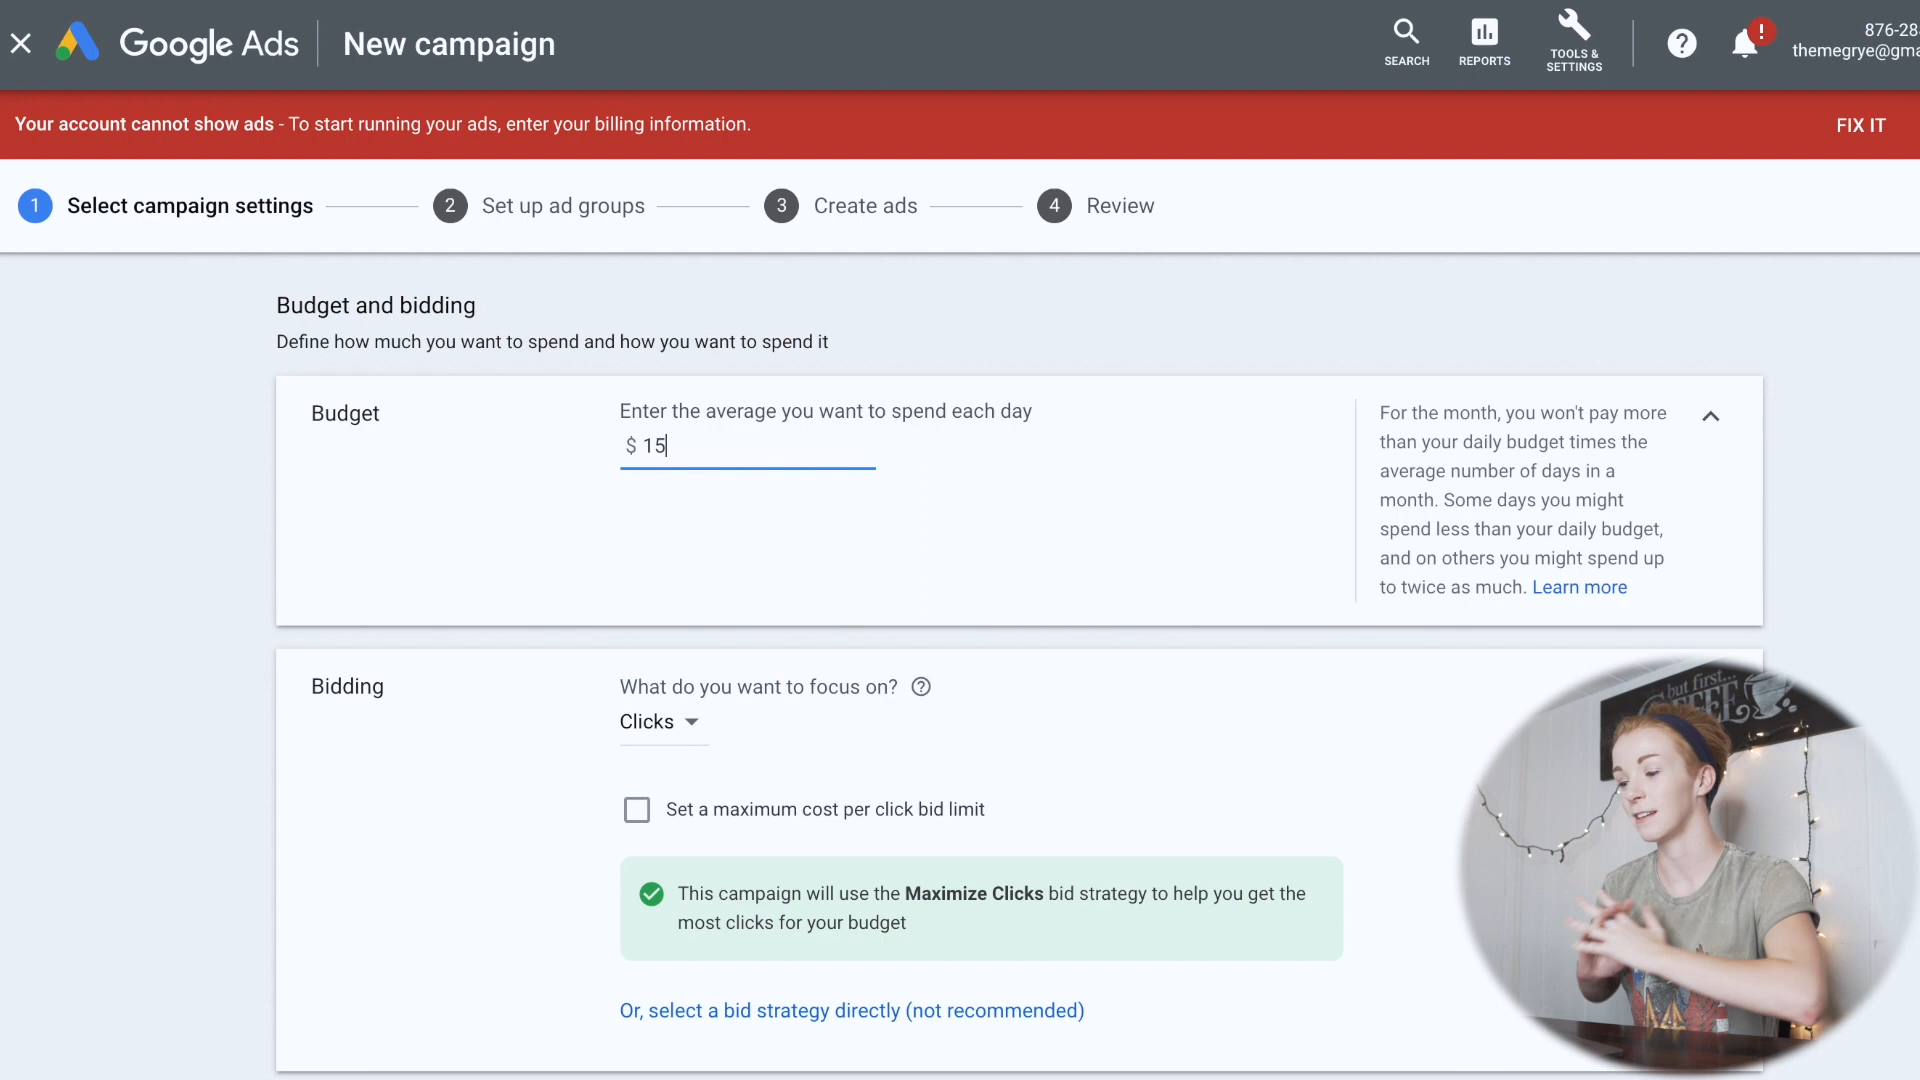 Google Ads
New campaign
SEARCH
REPORTS
TOOLS &
SETTINGS
?
!
876-28
themegrye@gma
Your account cannot show ads - To start running your ads, enter your billing information.
FIX IT
1 Select campaign settings
2 Set up ad groups
3 Create ads
4 Review
Budget and bidding
Define how much you want to spend and how you want to spend it
Budget
Enter the average you want to spend each day
$ 15
For the month, you won't pay more
than your daily budget times the
average number of days in a
month. Some days you might
spend less than your daily budget,
and on others you might spend up
to twice as much. Learn more
Bidding
What do you want to focus on? ?
Clicks
Set a maximum cost per click bid limit
This campaign will use the Maximize Clicks bid strategy to help you get the
most clicks for your budget
Or, select a bid strategy directly (not recommended)
but first...